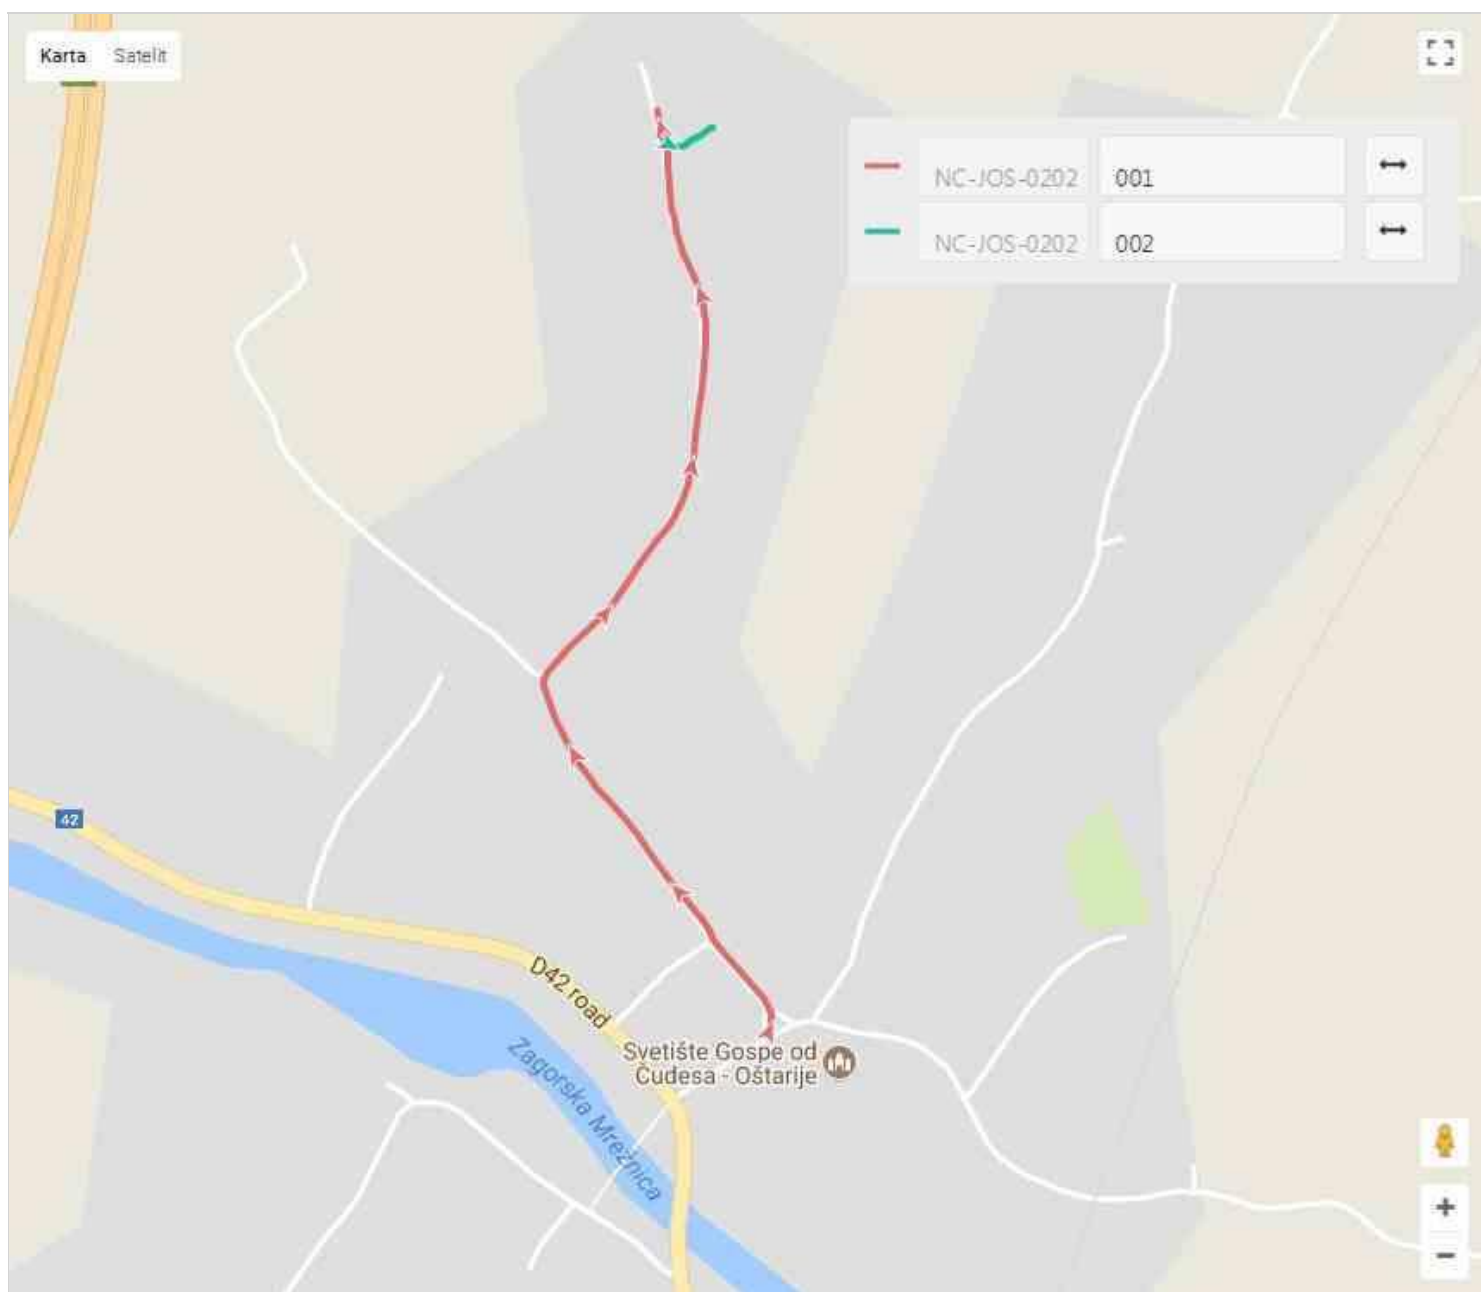 Karta Satelit
NC-JOS-0202 001
NC-JOS-0202 002
42
D42 road
Svetište Gospe od
Čudesa - Oštarije
Zagorska Mrežnica